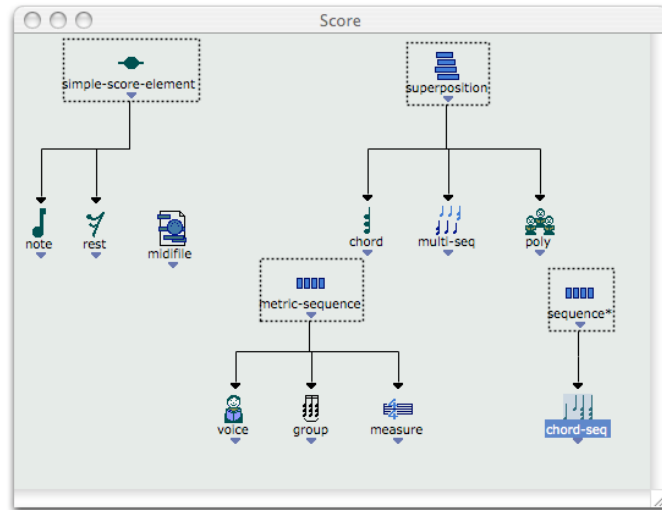 Score
simple-score-element
superposition
note
rest
midifile
chord
multi-seq
poly
metric-sequence
sequence*
voice
group
measure
chord-seq